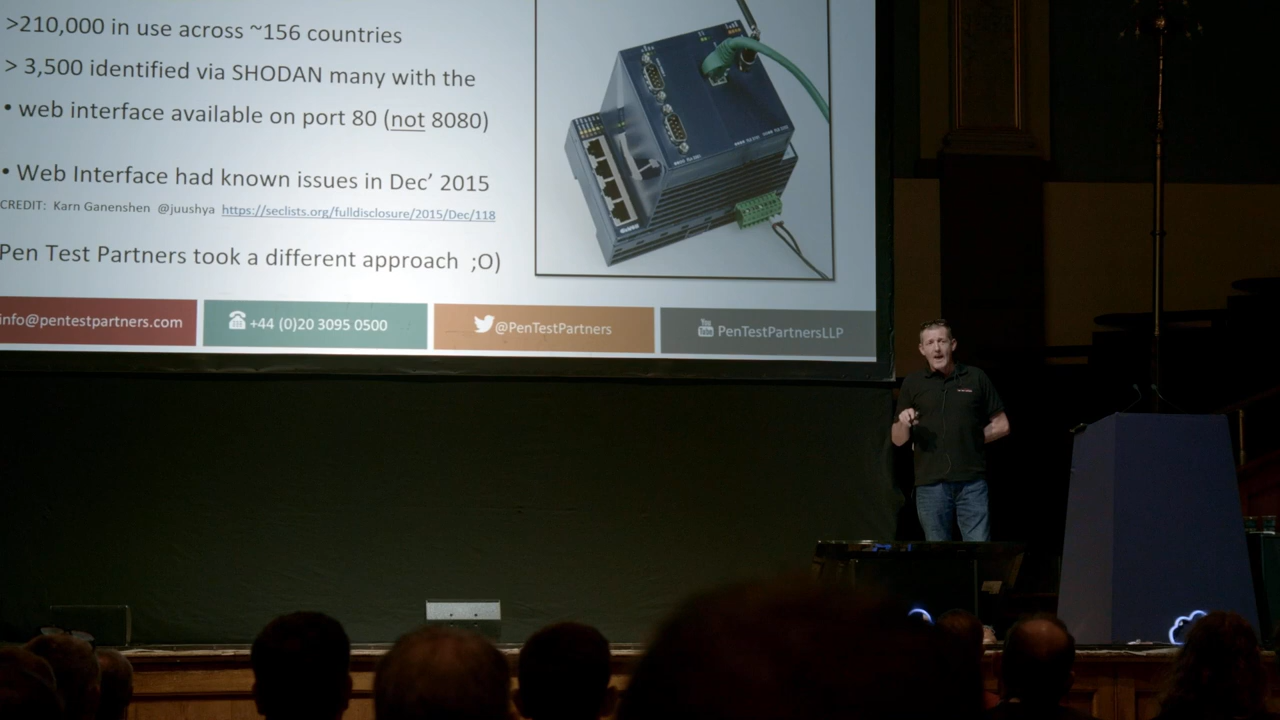 >210,000 in use across ~156 countries
> 3,500 identified via SHODAN many with the
• web interface available on port 80 (not 8080)
• Web Interface had known issues in Dec’ 2015
CREDIT: Karn Ganenshen @juushya https://seclists.org/fulldisclosure/2015/Dec/118
Pen Test Partners took a different approach ;O)
info@pentestpartners.com
+44 (0)20 3095 0500
@PenTestPartners
You Tube PenTestPartnersLLP